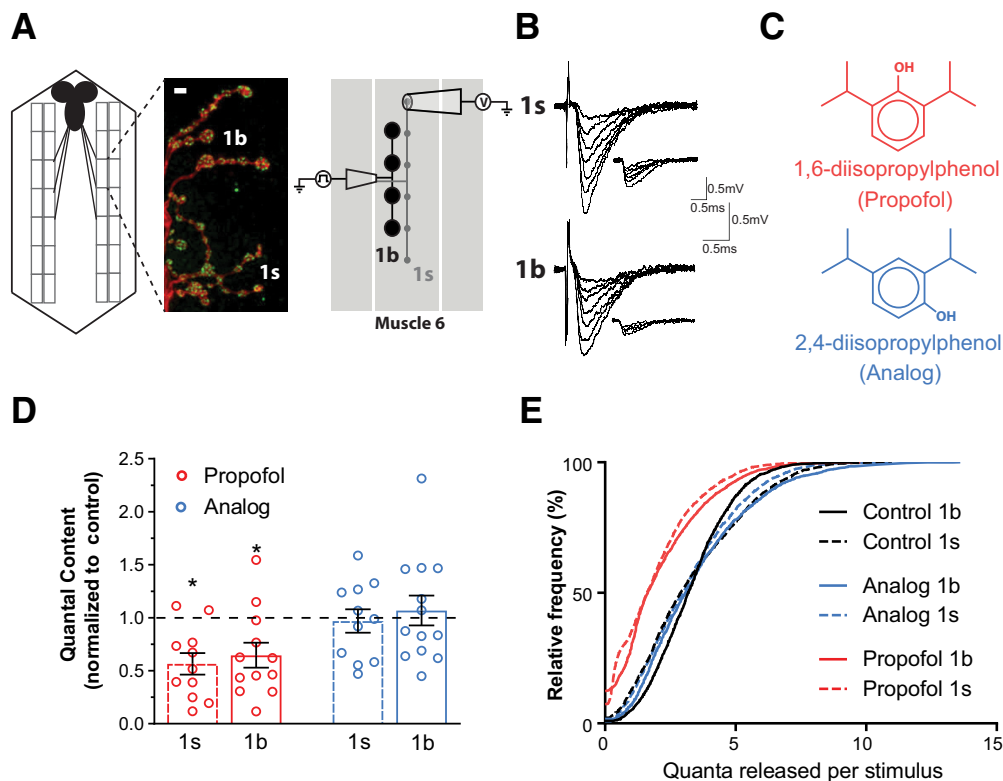 A
B
C
1b
1s
V
1b
1s
Muscle 6
1s
0.5mV
0.5ms
0.5mV
0.5ms
1b
OH
1,6-diisopropylphenol
(Propofol)
OH
2,4-diisopropylphenol
(Analog)
D
E
Quantal Content
(normalized to control)
2.5
2.0
1.5
1.0
0.5
0.0
Propofol
Analog
*
*
1s
1b
1s
1b
Relative frequency (%)
100
50
0
0
5
10
15
Quanta released per stimulus
Control 1b
Control 1s
Analog 1b
Analog 1s
Propofol 1b
Propofol 1s